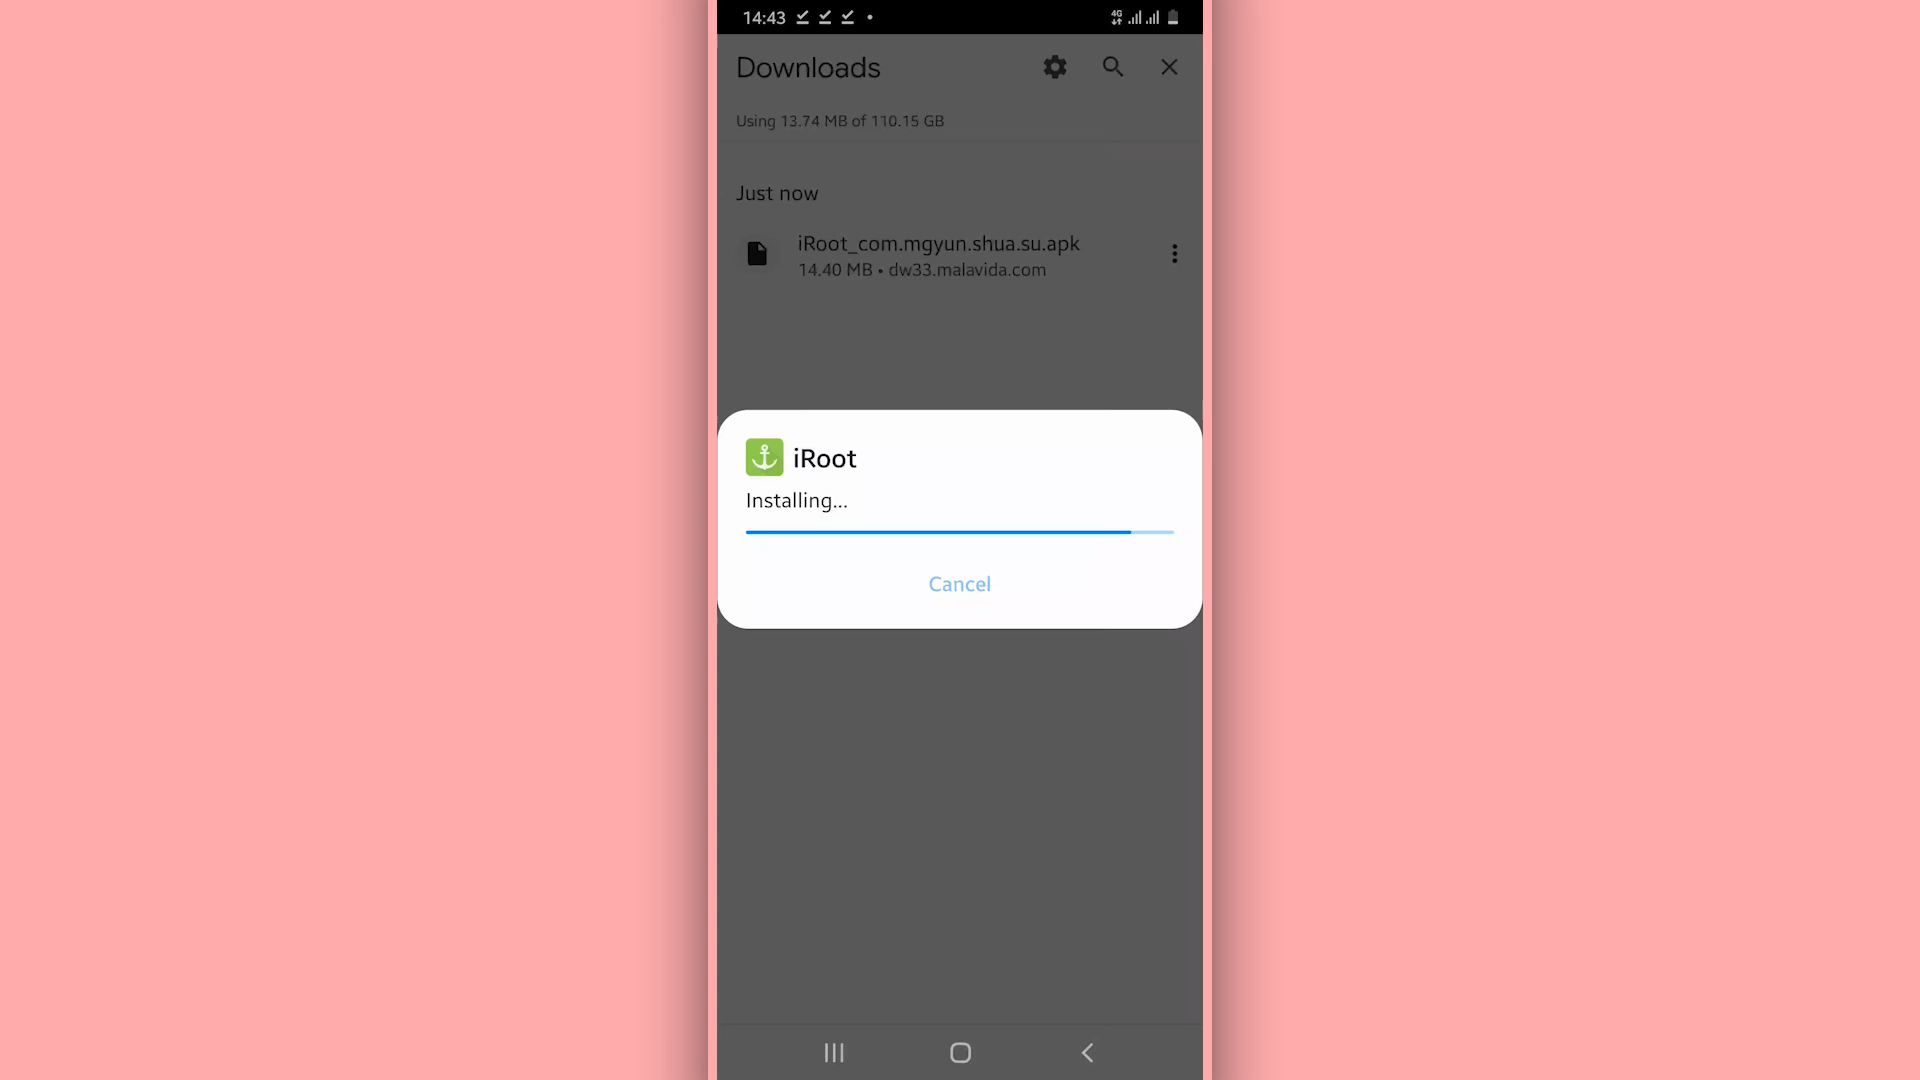 14:43
4G
Downloads
Using 13.74 MB of 110.15 GB
Just now
iRoot_com.mgyun.shua.su.apk
14.40 MB • dw33.malavida.com
iRoot
Installing...
Cancel